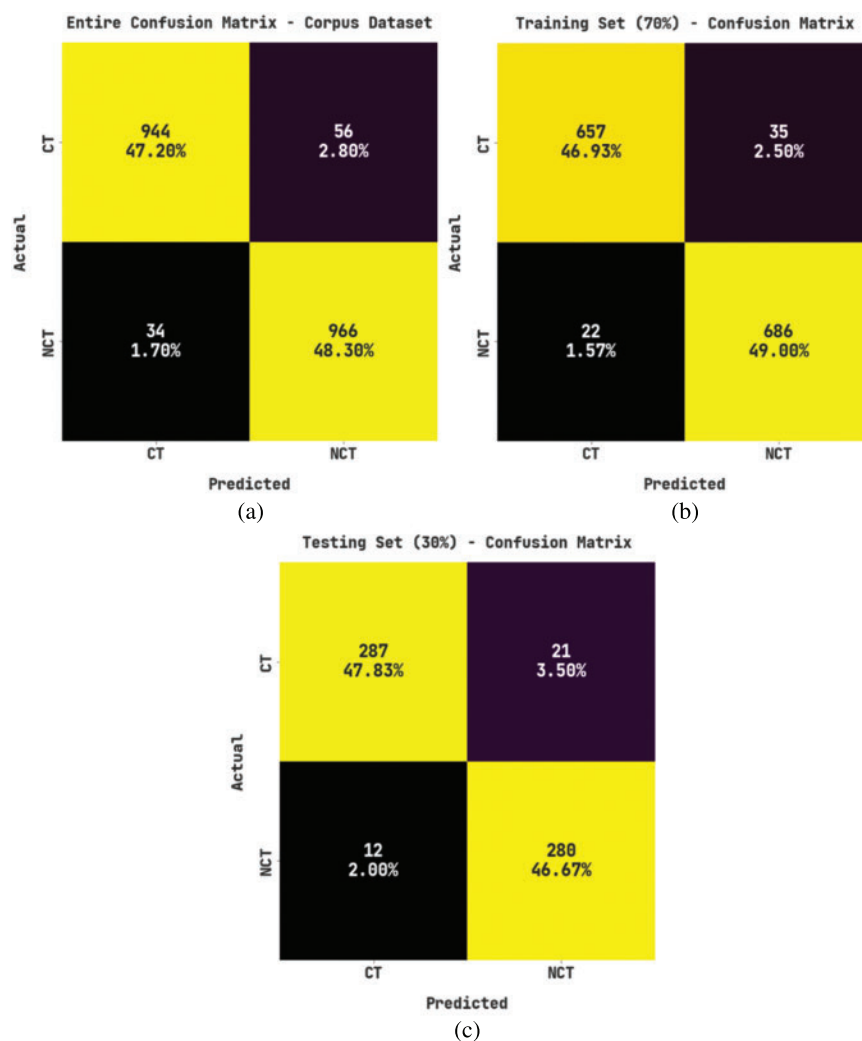 Entire Confusion Matrix - Corpus Dataset
CT
944
47.20%
56
2.80%
Actual
NCT
34
1.70%
966
48.30%
CT
NCT
Predicted
(a)
Training Set (70%) - Confusion Matrix
CT
657
46.93%
35
2.50%
Actual
NCT
22
1.57%
686
49.00%
CT
NCT
Predicted
(b)
Testing Set (30%) - Confusion Matrix
CT
287
47.83%
21
3.50%
Actual
NCT
12
2.00%
280
46.67%
CT
NCT
Predicted
(c)